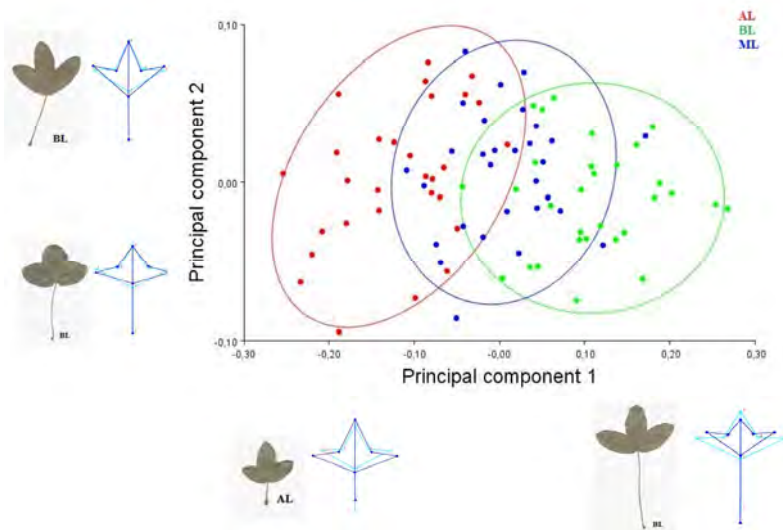 AL
BL
ML
0,10
0,00
-0,10
Principal component 2
-0,30
-0,20
-0,10
-0,00
0,10
0,20
0,30
Principal component 1
BL
BL
AL
BL